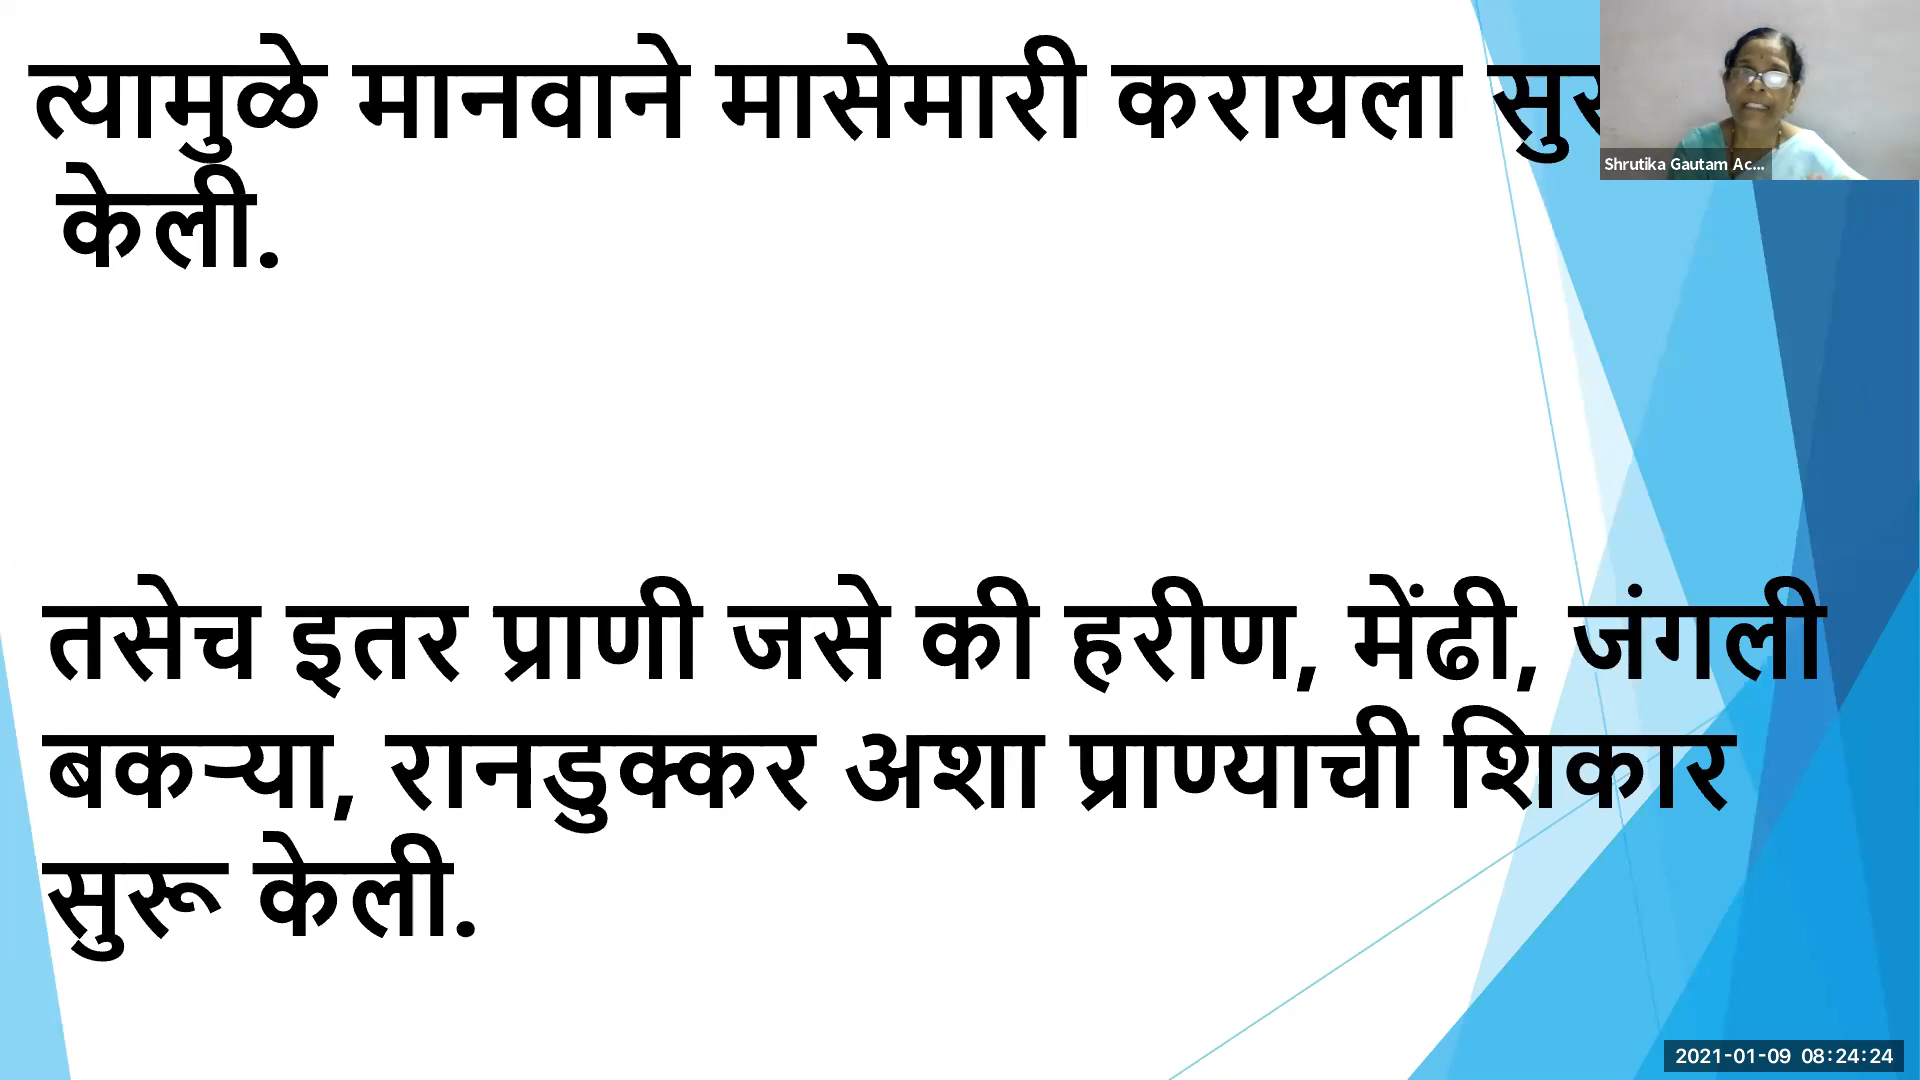 त्यामुळे मानवाने मासेमारी करायला
केली.
Shrutika Gautam Ac...
तसेच इतर प्राणी जसे की हरीण, मेंढी, जंगली
बकऱ्या, रानडुक्कर अशा प्राण्याची शिकार
सुरू केली.
2021-01-09 08:24:24